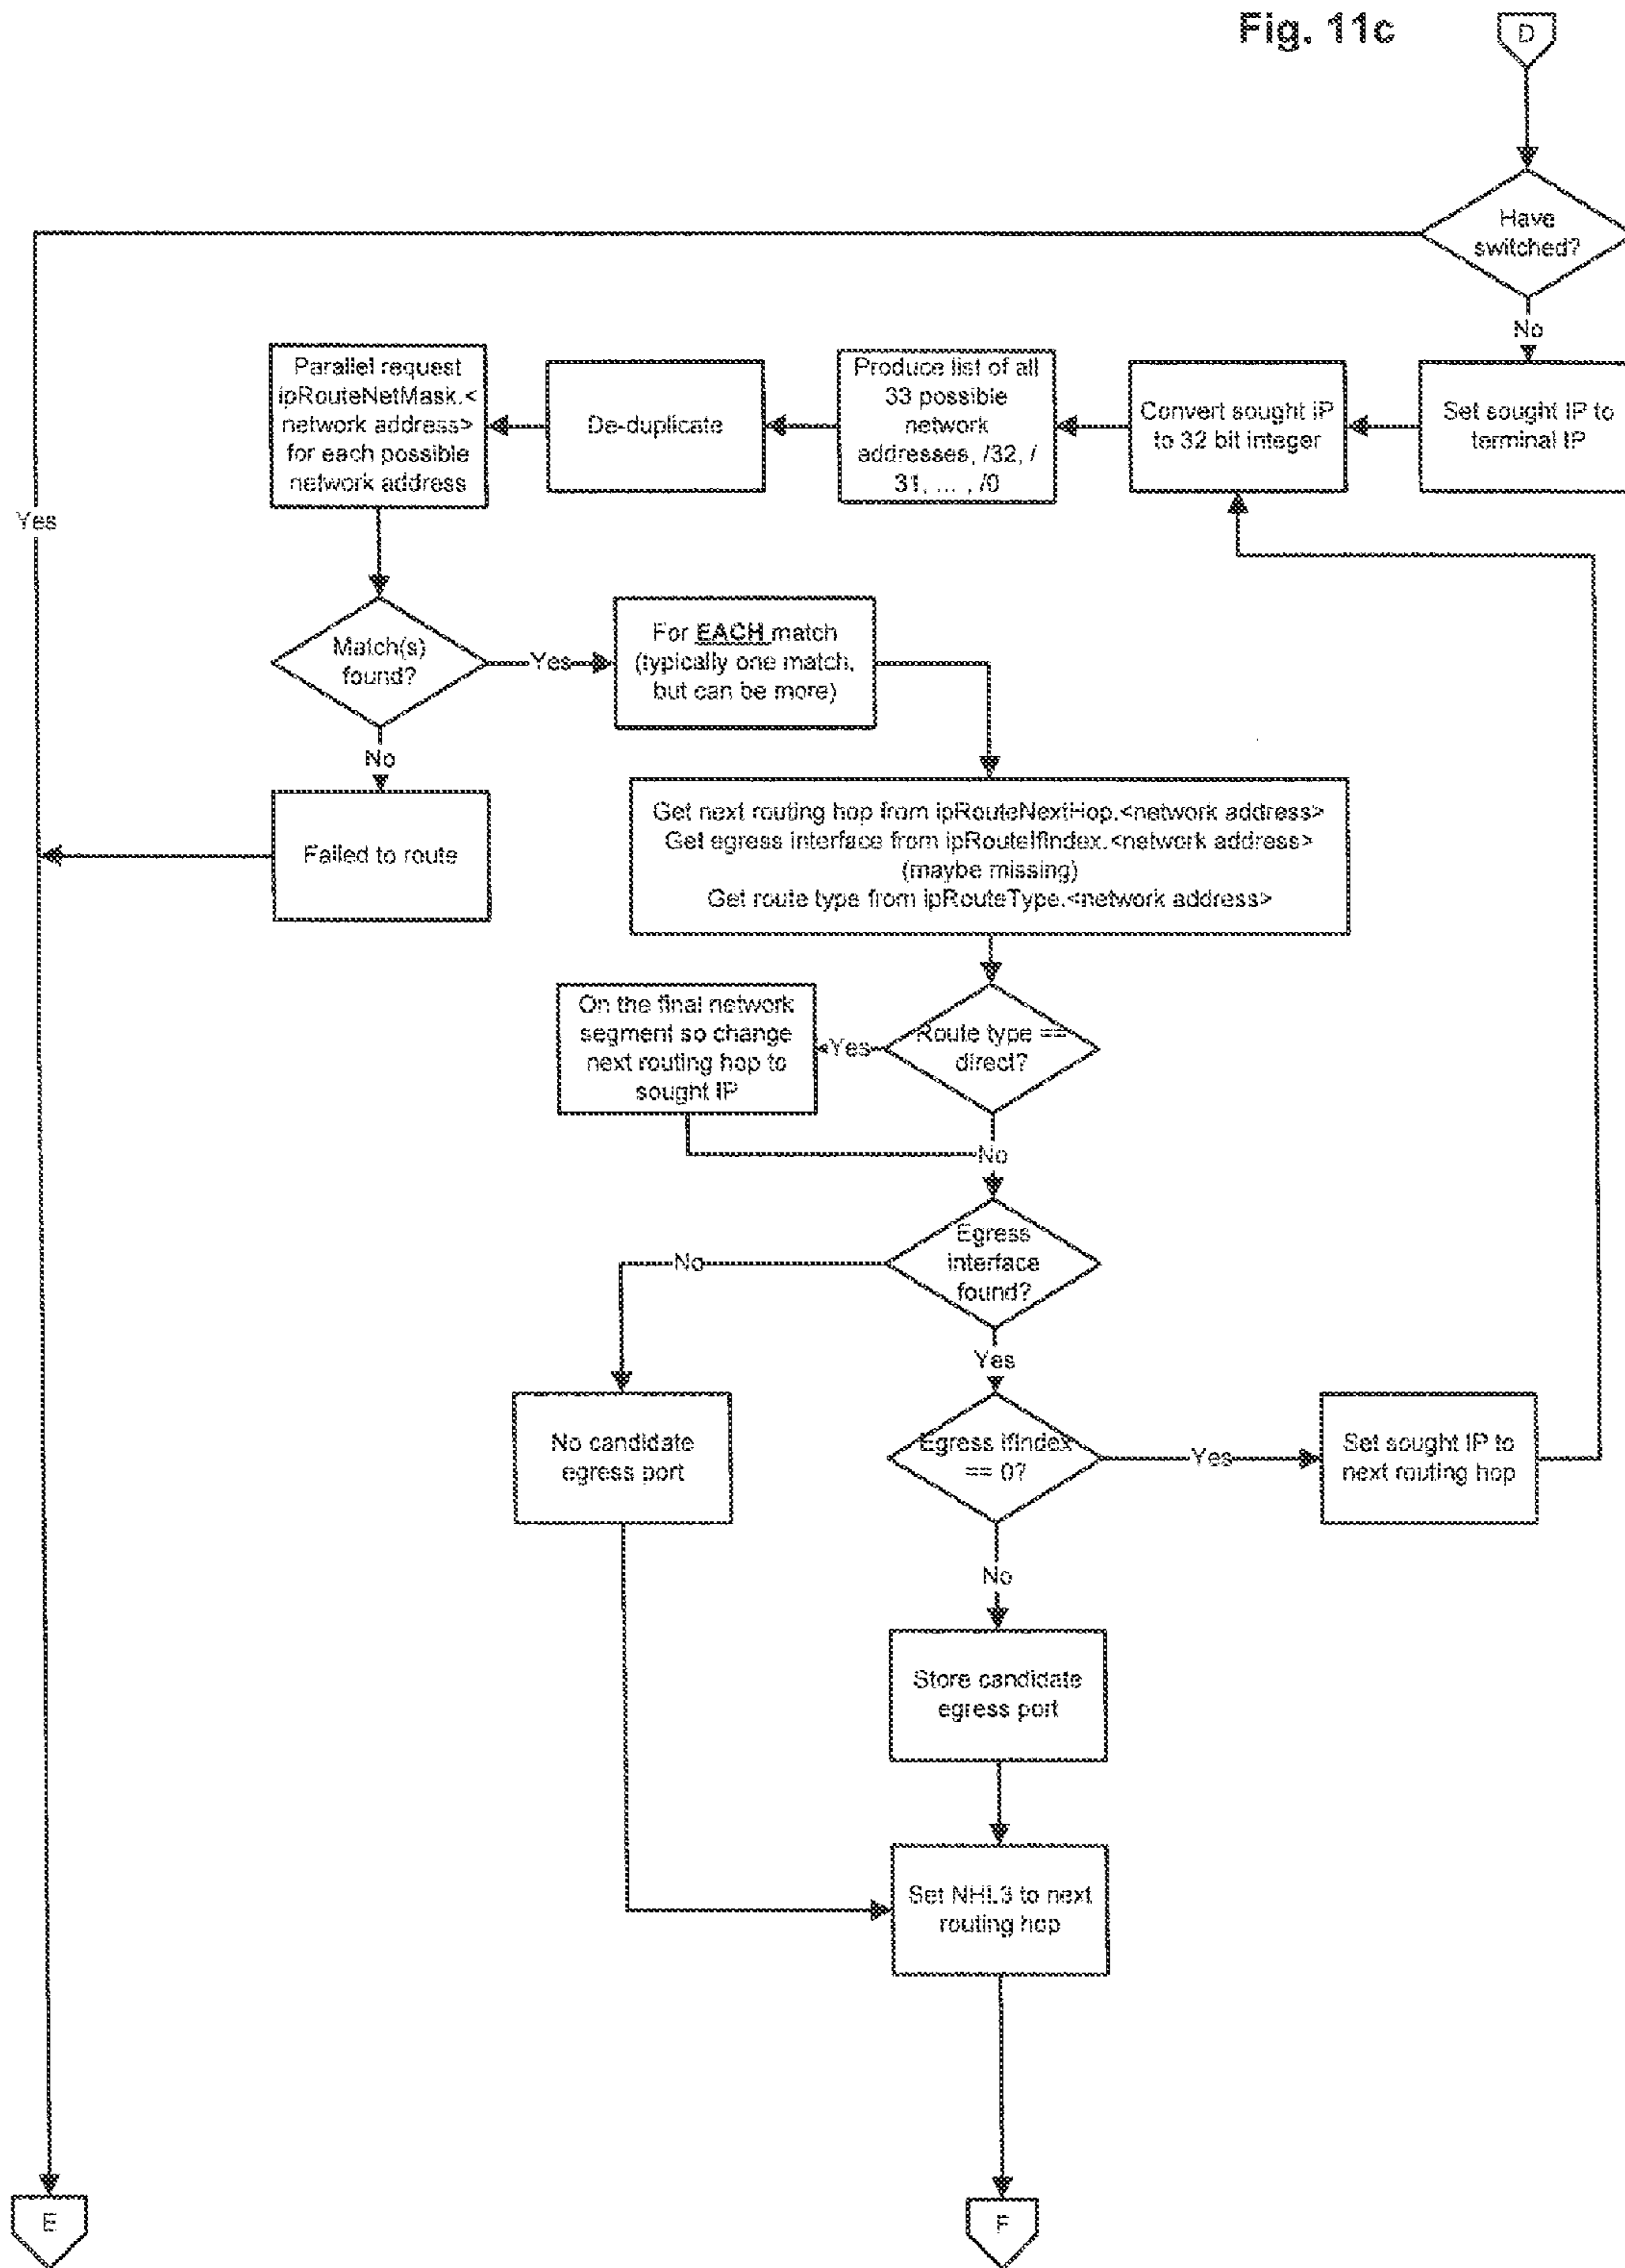 Fig. 11c
D
Have
switched?
No
Yes
Parallel request
ipRouteNetMask.<
network address>
for each possible
network address
De-duplicate
Produce list of all
33 possible
network
addresses, /32, /
31, ... , /0
Convert sought IP
to 32 bit integer
Set sought IP to
terminal IP
Match(s)
found?
Yes
For EACH match
(typically one match,
but can be more)
No
Failed to route
Get next routing hop from ipRouteNextHop.<network address>
Get egress interface from ipRouteIfIndex.<network address>
(maybe missing)
Get route type from ipRouteType.<network address>
On the final network
segment so change
next routing hop to
sought IP
Yes
Route type ==
direct?
No
Egress
interface
found?
No
Yes
No candidate
egress port
Egress ifIndex
== 0?
Yes
Set sought IP to
next routing hop
No
Store candidate
egress port
Set NHL3 to next
routing hop
E
F